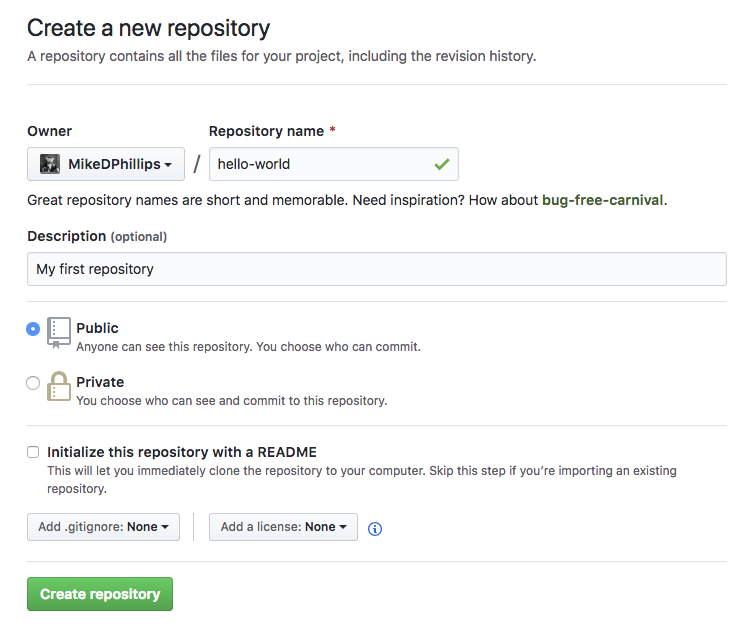 Create a new repository
A repository contains all the files for your project, including the revision history.
Owner
Repository name *
MikeDPhillips
/
hello-world
Great repository names are short and memorable. Need inspiration? How about bug-free-carnival.
Description (optional)
My first repository
Public
Anyone can see this repository. You choose who can commit.
Private
You choose who can see and commit to this repository.
Initialize this repository with a README
This will let you immediately clone the repository to your computer. Skip this step if you’re importing an existing
repository.
Add .gitignore: None
Add a license: None
Create repository